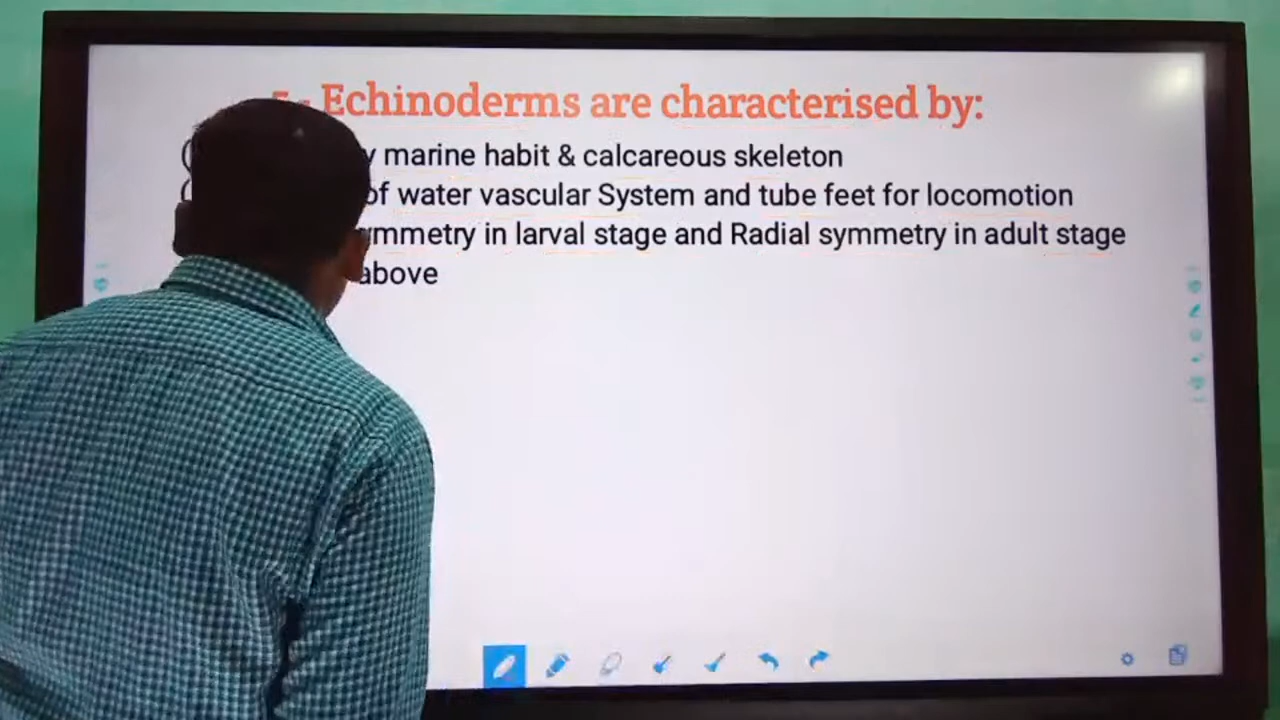 Echinoderms are characterised by:
marine habit & calcareous skeleton
of water vascular System and tube feet for locomotion
in larval stage and Radial symmetry in adult stage
above